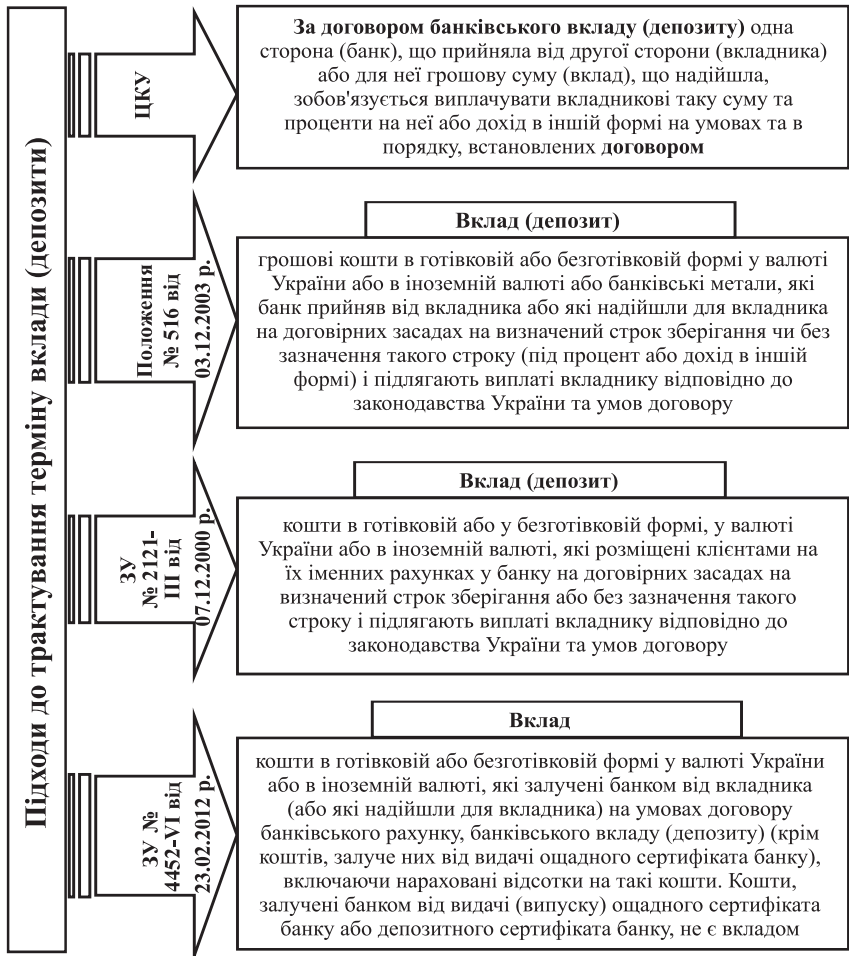 Підходи до трактування терміну вклади (депозити)
ЦКУ
За договором банківського вкладу (депозиту) одна
сторона (банк), що прийняла від другої сторони (вкладника)
або для неї грошову суму (вклад), що надійшла,
зобов'язується виплачувати вкладникові таку суму та
проценти на неї або дохід в іншій формі на умовах та в
порядку, встановлених договором
Положення
№ 516 від
03.12.2003 р.
Вклад (депозит)
грошові кошти в готівковій або безготівковій формі у валюті
України або в іноземній валюті або банківські метали, які
банк прийняв від вкладника або які надійшли для вкладника
на договірних засадах на визначений строк зберігання чи без
зазначення такого строку (під процент або дохід в іншій
формі) і підлягають виплаті вкладнику відповідно до
законодавства України та умов договору
ЗУ
№ 2121-
III від
07.12.2000 р.
Вклад (депозит)
кошти в готівковій або у безготівковій формі, у валюті
України або в іноземній валюті, які розміщені клієнтами на
їх іменних рахунках у банку на договірних засадах на
визначений строк зберігання або без зазначення такого
строку і підлягають виплаті вкладнику відповідно до
законодавства України та умов договору
ЗУ №
4452-VI від
23.02.2012 р.
Вклад
кошти в готівковій або безготівковій формі у валюті України
або в іноземній валюті, які залучені банком від вкладника
(або які надійшли для вкладника) на умовах договору
банківського рахунку, банківського вкладу (депозиту) (крім
коштів, залуче них від видачі ощадного сертифіката банку),
включаючи нараховані відсотки на такі кошти. Кошти,
залучені банком від видачі (випуску) ощадного сертифіката
банку або депозитного сертифіката банку, не є вкладом